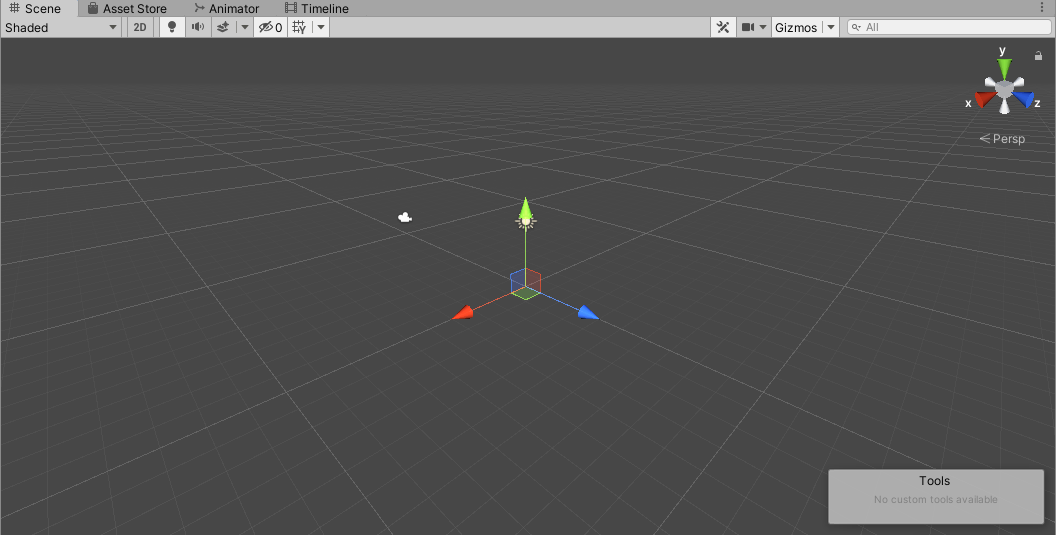 Scene Asset Store Animator Timeline
Shaded 2D 0 Gizmos All
y
x z
Persp
Tools
No custom tools available